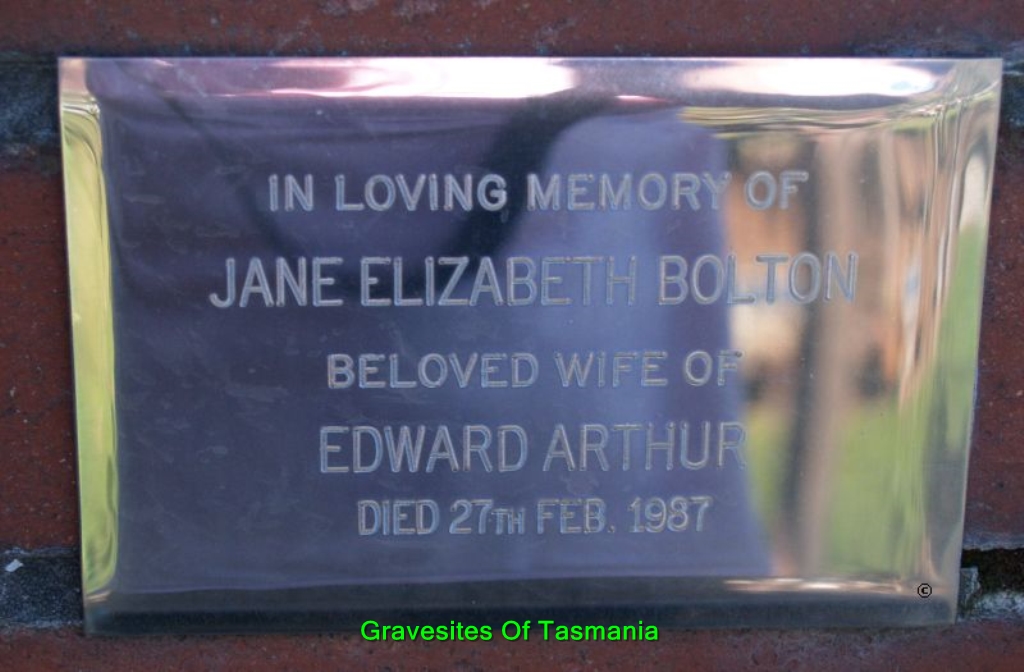 IN LOVING MEMORY OF
JANE ELIZABETH BOLTON
BELOVED WIFE OF
EDWARD ARTHUR
DIED 27TH FEB. 1987
©
Gravesites Of Tasmania